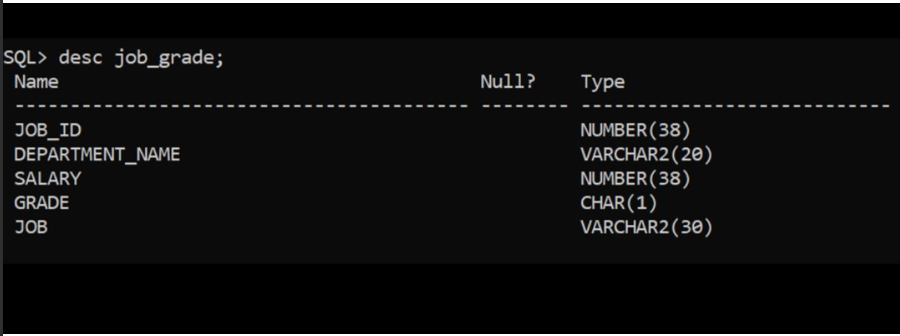 SQL> desc job_grade;
Name Null? Type
----------------------------------------- -------- ----------------------------
JOB_ID NUMBER(38)
DEPARTMENT_NAME VARCHAR2(20)
SALARY NUMBER(38)
GRADE CHAR(1)
JOB VARCHAR2(30)